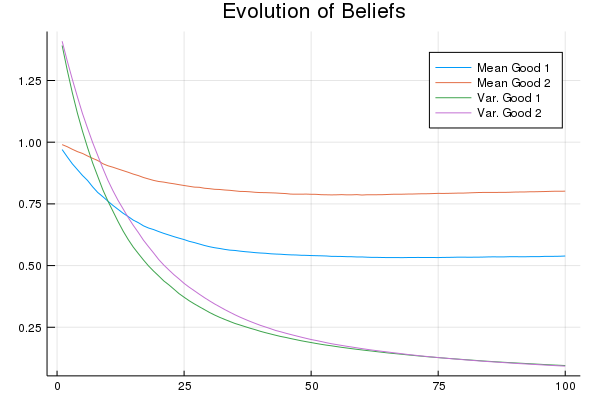 Evolution of Beliefs
Mean Good 1
Mean Good 2
Var. Good 1
Var. Good 2
1.25
1.00
0.75
0.50
0.25
0 25 50 75 100